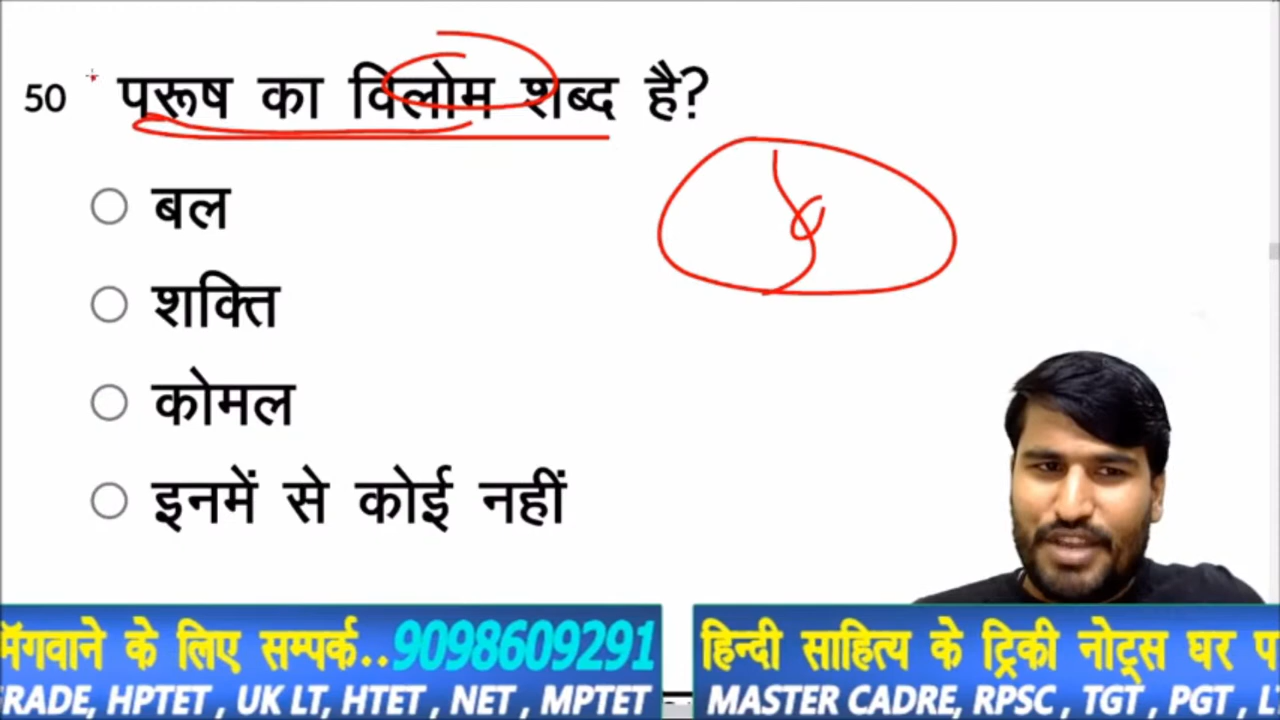 50 परूष का विलोम शब्द है?
बल
शक्ति
कोमल
इनमें से कोई नहीं
मँगवाने के लिए सम्पर्क..9098609291 हिन्दी साहित्य के ट्रिकी नोट्स घर
RADE, HPTET , UK LT, HTET , NET , MPTET MASTER CADRE, RPSC , TGT , PGT ,